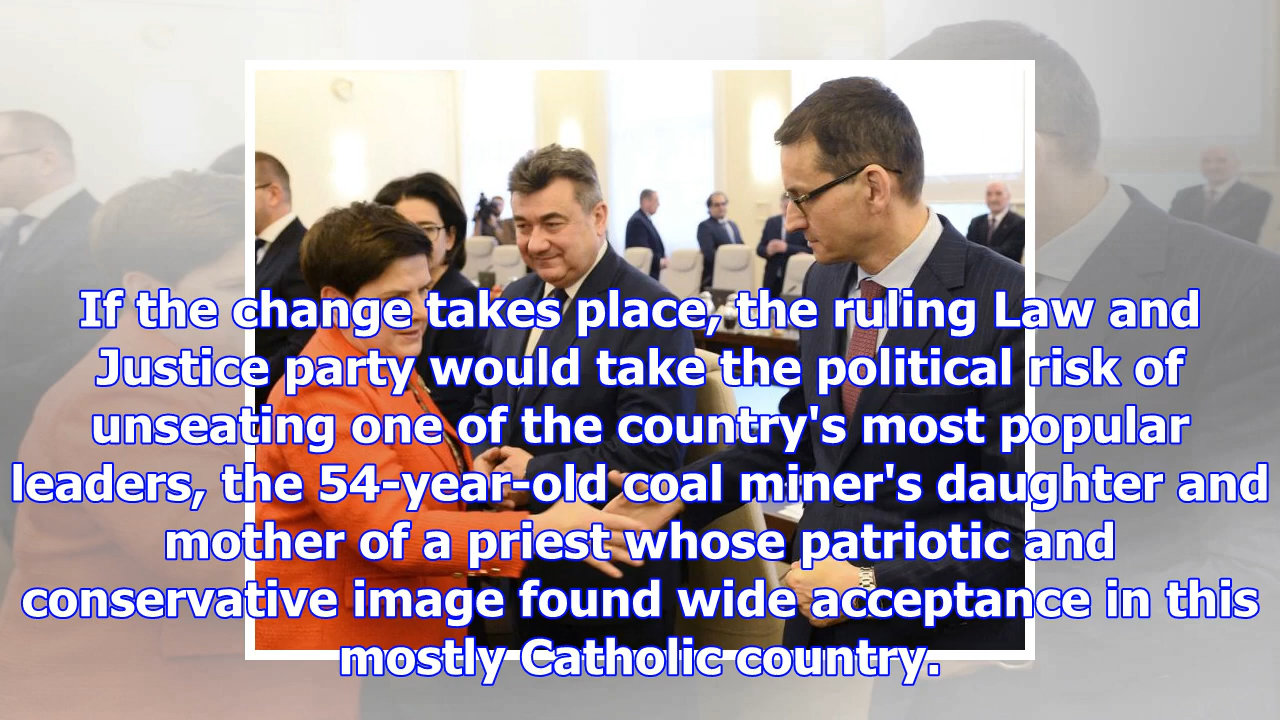 If the change takes place, the ruling Law and
Justice party would take the political risk of
unseating one of the country's most popular
leaders, the 54-year-old coal miner's daughter and
mother of a priest whose patriotic and
conservative image found wide acceptance in this
mostly Catholic country.